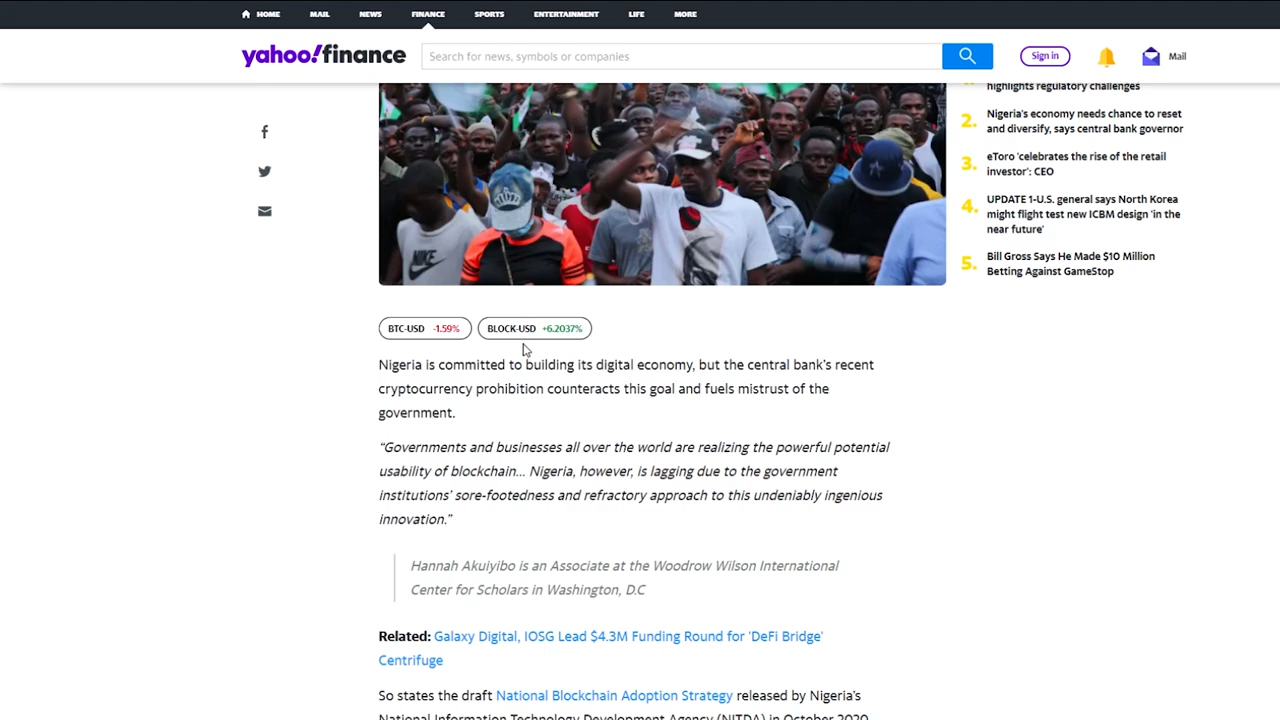 HOME MAIL NEWS FINANCE SPORTS ENTERTAINMENT LIFE MORE
yahoo!finance Search for news, symbols or companies Sign in Mail
highlights regulatory challenges
2. Nigeria's economy needs chance to reset
and diversify, says central bank governor
3. eToro 'celebrates the rise of the retail
investor': CEO
4. UPDATE 1-U.S. general says North Korea
might flight test new ICBM design 'in the
near future'
5. Bill Gross Says He Made $10 Million
Betting Against GameStop
NIKE
BTC-USD -1.59% BLOCK-USD +6.2037%
Nigeria is committed to building its digital economy, but the central bank's recent
cryptocurrency prohibition counteracts this goal and fuels mistrust of the
government.
“Governments and businesses all over the world are realizing the powerful potential
usability of blockchain... Nigeria, however, is lagging due to the government
institutions’ sore-footedness and refractory approach to this undeniably ingenious
innovation.”
Hannah Akuiyibo is an Associate at the Woodrow Wilson International
Center for Scholars in Washington, D.C
Related: Galaxy Digital, IOSG Lead $4.3M Funding Round for 'DeFi Bridge'
Centrifuge
So states the draft National Blockchain Adoption Strategy released by Nigeria's
National Information Technology Development Agency (NITDA) in October 2020